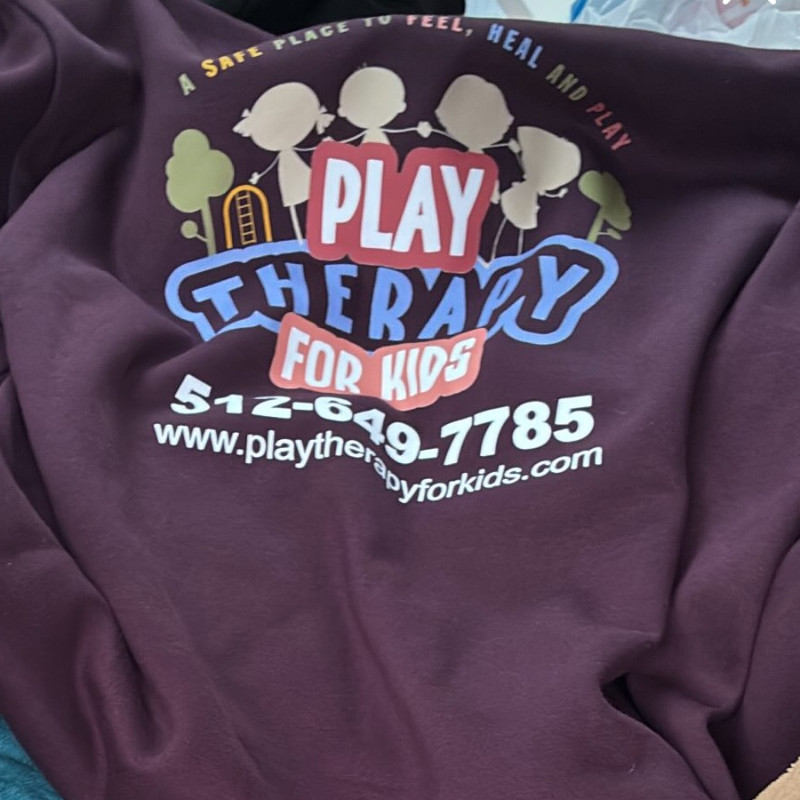 A SAFE PLACE TO FEEL, HEAL AND PLAY
PLAY
THERAPY
FOR KIDS
512-649-7785
www.playtherapyforkids.com